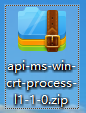 api-ms-win-
crt-process-
l1-1-0.zip